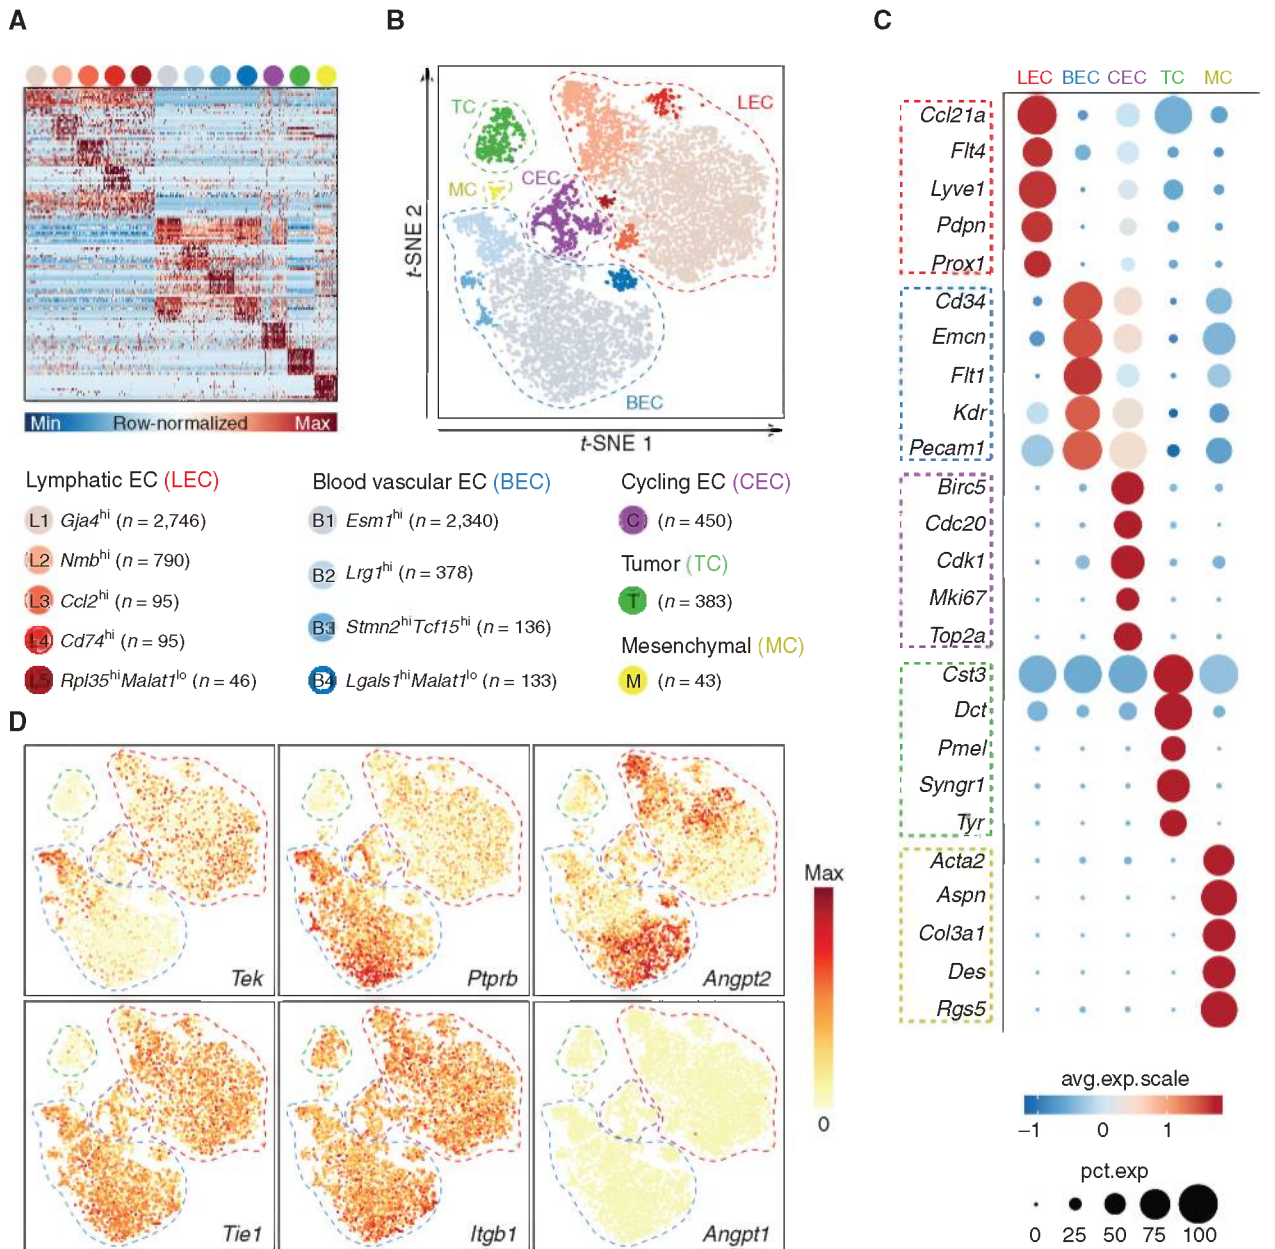 A
Min Row-normalized Max
B
TC
LEC
MC
CEC
BEC
t-SNE 2
t-SNE 1
Lymphatic EC (LEC)
L1 Gja4hi (n = 2,746)
L2 Nmbhi (n = 790)
L3 Ccl2hi (n = 95)
L4 Cd74hi (n = 95)
L5 Rpl35hiMalat1lo (n = 46)
Blood vascular EC (BEC)
B1 Esm1hi (n = 2,340)
B2 Lrg1hi (n = 378)
B3 Stmn2hiTcf15hi (n = 136)
B4 Lgals1hiMalat1lo (n = 133)
Cycling EC (CEC)
C (n = 450)
Tumor (TC)
T (n = 383)
Mesenchymal (MC)
M (n = 43)
C
LEC BEC CEC TC MC
Ccl21a
Flt4
Lyve1
Pdpn
Prox1
Cd34
Emcn
Flt1
Kdr
Pecam1
Birc5
Cdc20
Cdk1
Mki67
Top2a
Cst3
Dct
Pmel
Syngr1
Tyr
Acta2
Aspn
Col3a1
Des
Rgs5
avg.exp.scale
−1 0 1
pct.exp
0 25 50 75 100
D
Tek
Ptprb
Angpt2
Tie1
Itgb1
Angpt1
Max
0